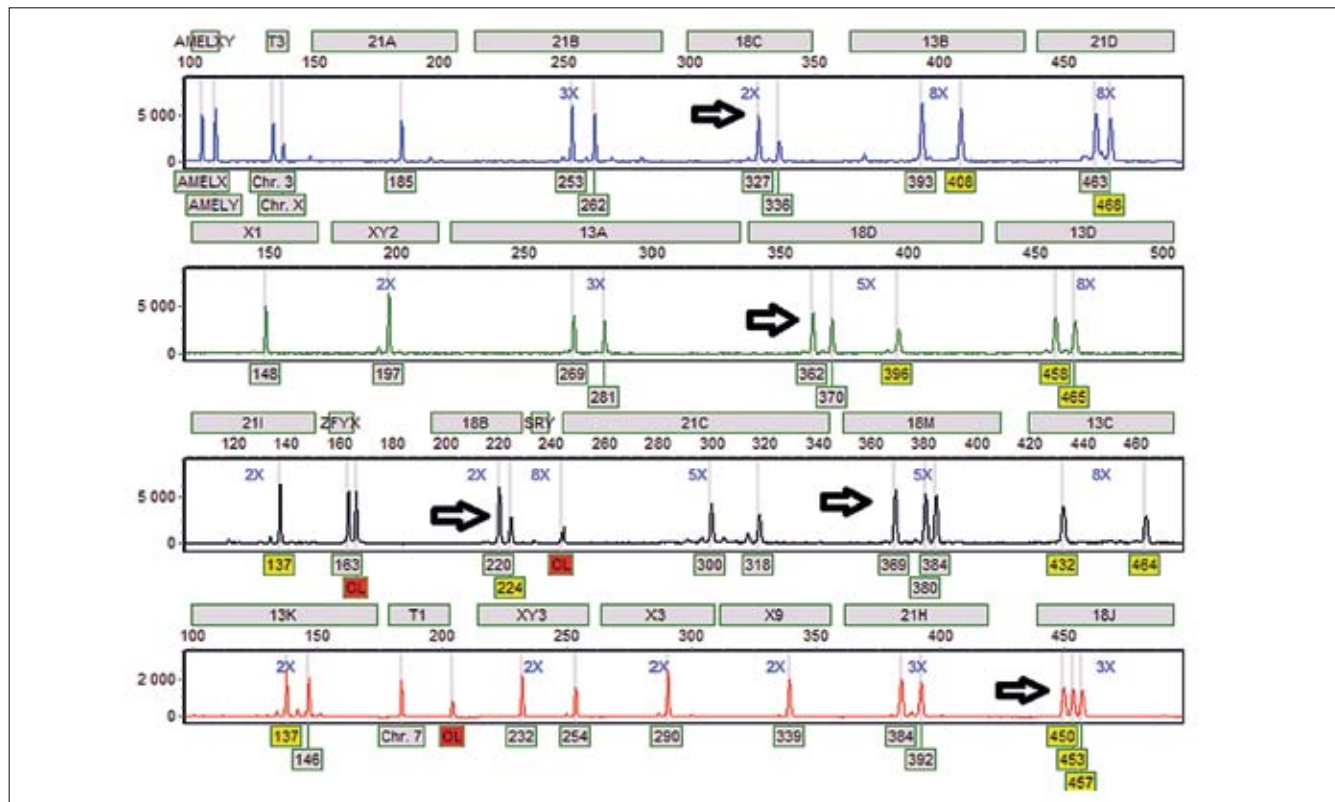 AMELXY T3 21A 21B 18C 13B 21D
100 150 200 250 300 350 400 450
3X 2X 8X 8X
5 000
0
AMELX Chr. 3 185 253 327 393 408 463
AMELY Chr. X 262 336 468
X1 XY2 13A 18D 13D
150 200 250 300 350 400 450 500
2X 3X 5X 8X
5 000
0
148 197 269 362 396 458
281 370 465
21I ZFYX 18B SRY 21C 18M 13C
120 140 160 180 200 220 240 260 280 300 320 340 360 380 400 420 440 460
2X 2X 8X 5X 5X 8X
5 000
0
137 163 220 OL 300 318 369 384 432 464
OL 224 380
13K T1 XY3 X3 X9 21H 18J
100 150 200 250 300 350 400 450
2X 2X 2X 2X 3X 3X
2 000
0
137 Chr. 7 OL 232 254 290 339 384 450
146 392 453
457